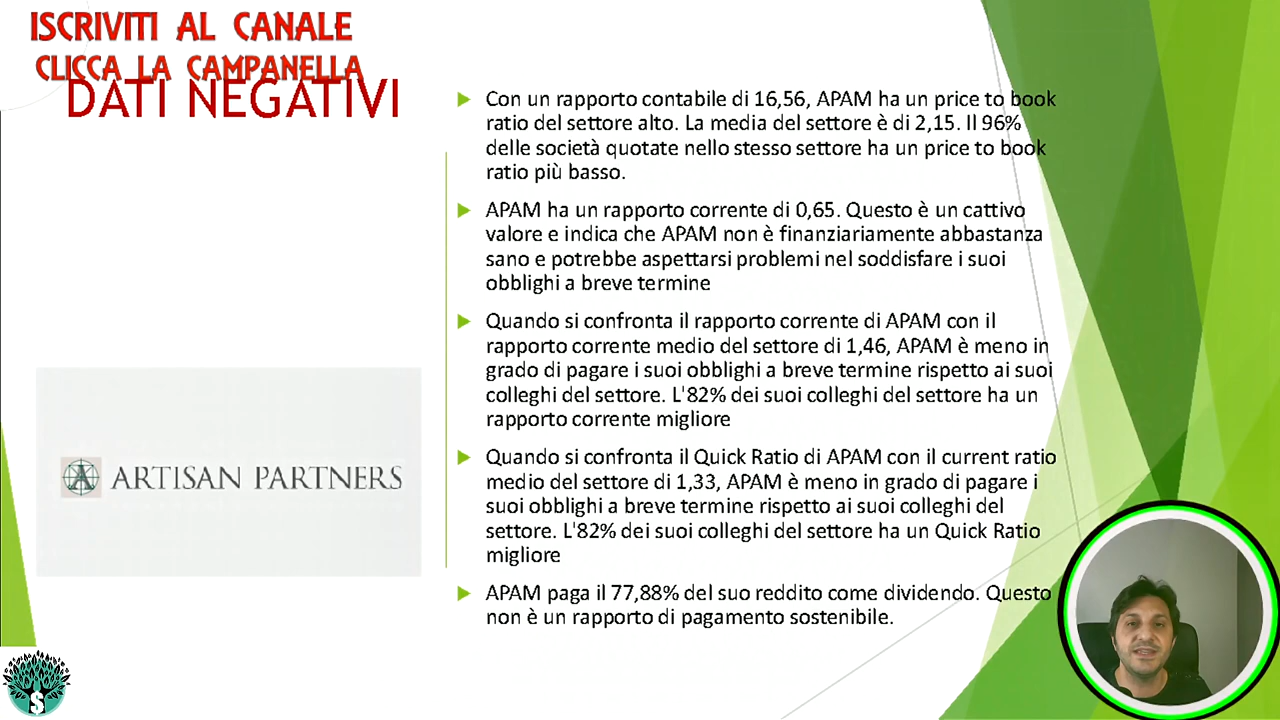 ISCRIVITI AL CANALE
CLICCA LA CAMPANELLA
DATI NEGATIVI
Con un rapporto contabile di 16,56, APAM ha un price to book
ratio del settore alto. La media del settore è di 2,15. Il 96%
delle società quotate nello stesso settore ha un price to book
ratio più basso.
APAM ha un rapporto corrente di 0,65. Questo è un cattivo
valore e indica che APAM non è finanziariamente abbastanza
sano e potrebbe aspettarsi problemi nel soddisfare i suoi
obblighi a breve termine
Quando si confronta il rapporto corrente di APAM con il
rapporto corrente medio del settore di 1,46, APAM è meno in
grado di pagare i suoi obblighi a breve termine rispetto ai suoi
colleghi del settore. L'82% dei suoi colleghi del settore ha un
rapporto corrente migliore
Quando si confronta il Quick Ratio di APAM con il current ratio
medio del settore di 1,33, APAM è meno in grado di pagare i
suoi obblighi a breve termine rispetto ai suoi colleghi del
settore. L'82% dei suoi colleghi del settore ha un Quick Ratio
migliore
APAM paga il 77,88% del suo reddito come dividendo. Questo
non è un rapporto di pagamento sostenibile.
A ARTISAN PARTNERS
$